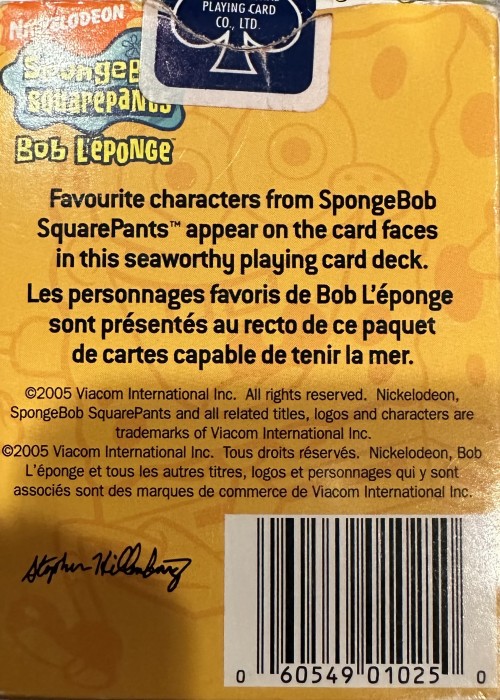 PLAYING CARD
CO., LTD.
NICKELODEON
SpongeB
SquarePants
Bob L'éponge
Favourite characters from SpongeBob
SquarePants™ appear on the card faces
in this seaworthy playing card deck.
Les personnages favoris de Bob L'éponge
sont présentés au recto de ce paquet
de cartes capable de tenir la mer.
©2005 Viacom International Inc. All rights reserved. Nickelodeon,
SpongeBob SquarePants and all related titles, logos and characters are
trademarks of Viacom International Inc.
©2005 Viacom International Inc. Tous droits réservés. Nickelodeon, Bob
L'éponge et tous les autres titres, logos et personnages qui y sont
associés sont des marques de commerce de Viacom International Inc.
Stephen Hillenburg
0 60549 01025 0